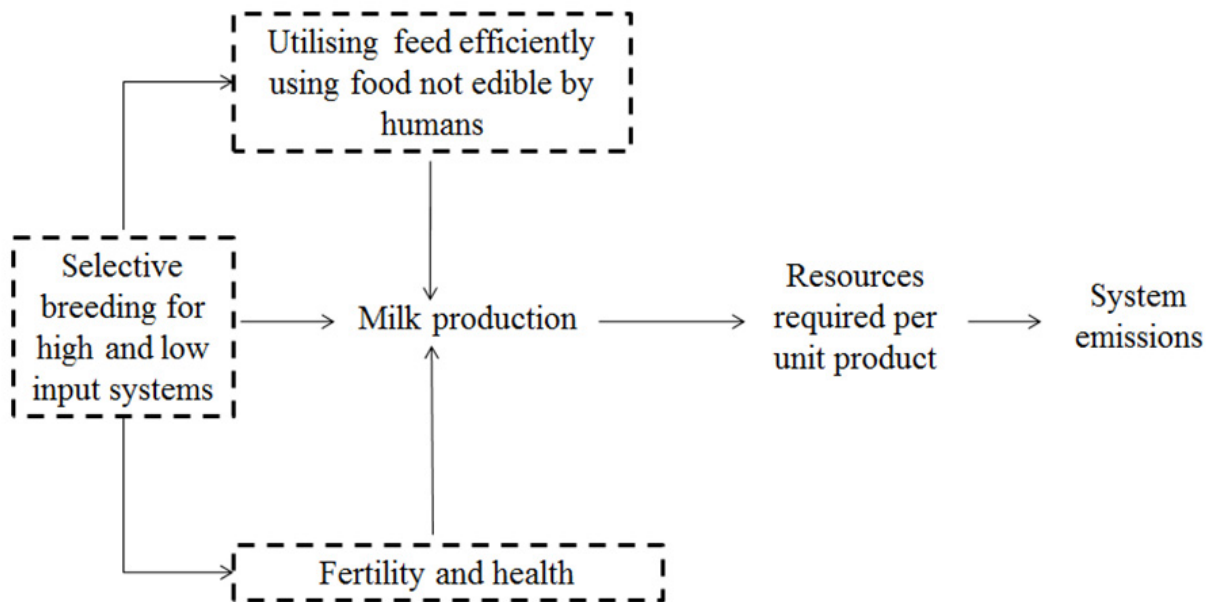 Utilising feed efficiently
using food not edible by
humans
Selective
breeding for
high and low
input systems
Milk production
Resources
required per
unit product
System
emissions
Fertility and health